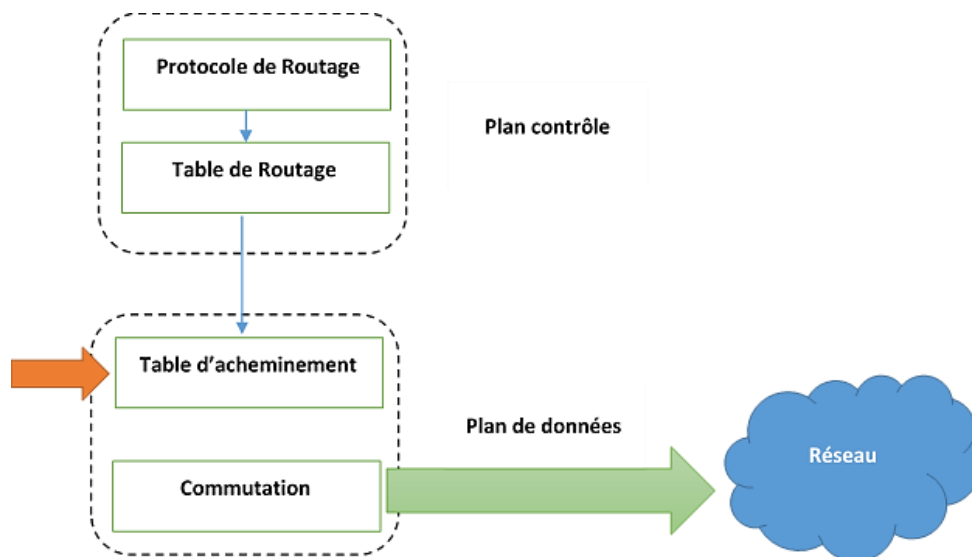 Protocole de Routage
Plan contrôle
Table de Routage
Table d'acheminement
Plan de données
Réseau
Commutation